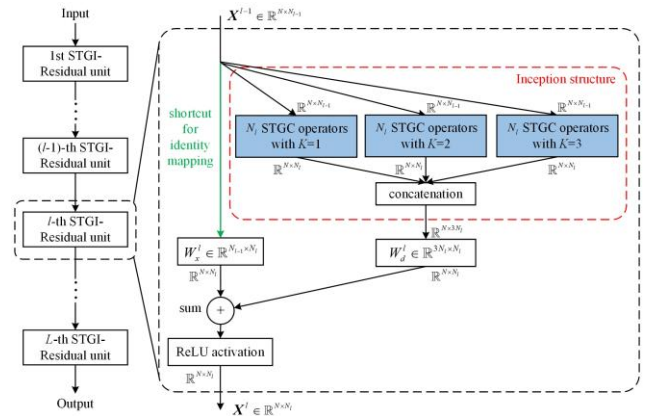 Input
1st STGI-
Residual unit
(l-1)-th STGI-
Residual unit
l-th STGI-
Residual unit
L-th STGI-
Residual unit
Output
X^{l-1} ∈ ℝ^{N×N_{l-1}}
Inception structure
shortcut
for
identity
mapping
ℝ^{N×N_{l-1}}
ℝ^{N×N_{l-1}}
ℝ^{N×N_{l-1}}
N_l STGC operators
with K=1
N_l STGC operators
with K=2
N_l STGC operators
with K=3
ℝ^{N×N_l}
ℝ^{N×N_l}
ℝ^{N×N_l}
concatenation
ℝ^{N×3N_l}
W_x^l ∈ ℝ^{N_{l-1}×N_l}
W_d^l ∈ ℝ^{3N_l×N_l}
ℝ^{N×N_l}
ℝ^{N×N_l}
sum
+
ReLU activation
ℝ^{N×N_l}
X^l ∈ ℝ^{N×N_l}